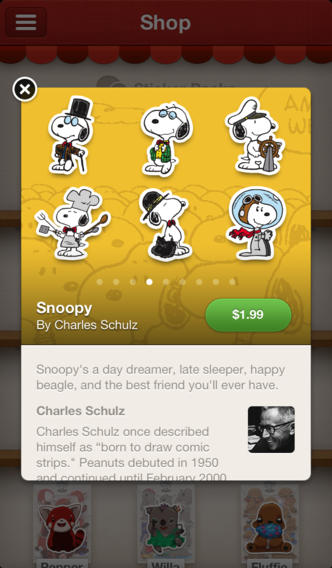 Shop
Sticker Packs
Snoopy
By Charles Schulz
$1.99
Snoopy's a day dreamer, late sleeper, happy
beagle, and the best friend you'll ever have.
Charles Schulz
Charles Schulz once described
himself as "born to draw comic
strips." Peanuts debuted in 1950
and continued until February 2000
Pepper
Willa
Fluffie